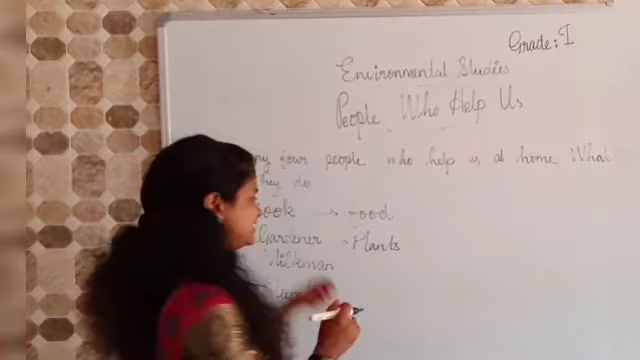 Grade: I
Environmental Studies
People Who Help Us
four people who help us at home What
they do
Cook → Food
Gardener → Plants
Milkman